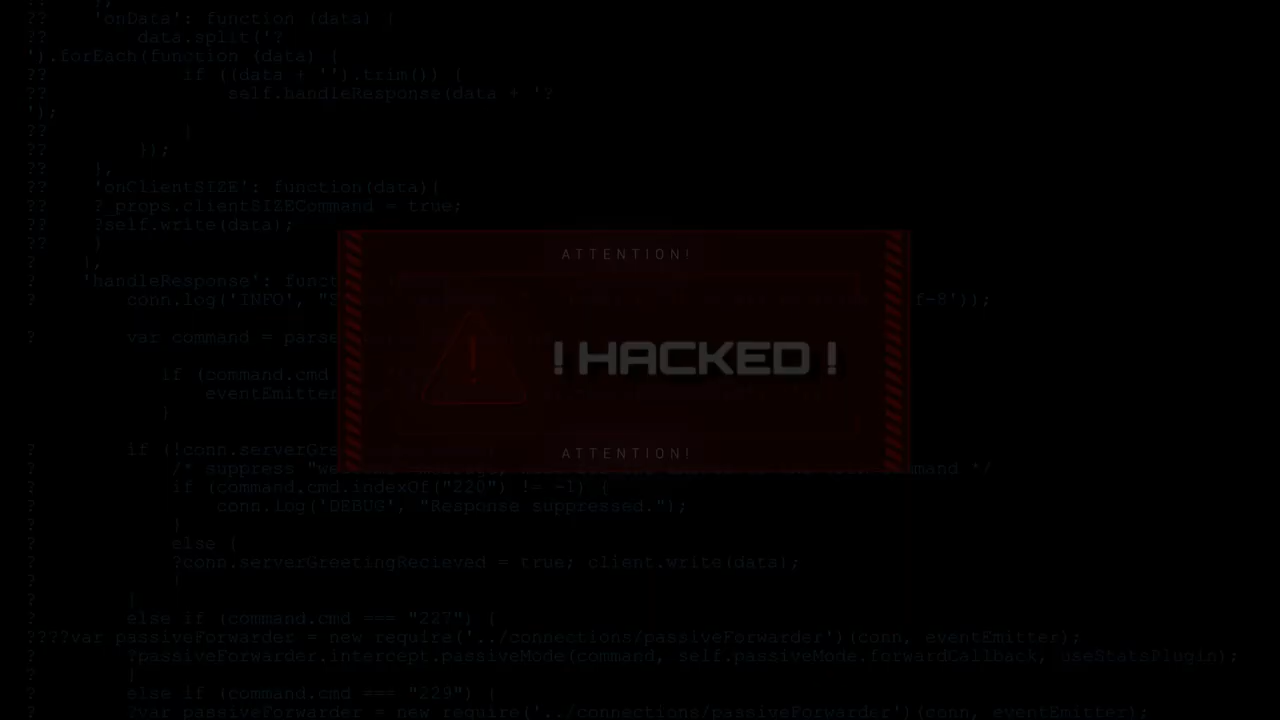 ?? 'onData': function (data) {
?? data.split('?
').forEach(function (data) {
?? if ((data + '').trim()) {
?? self.handleResponse(data + '?
');
?? }
?? });
?? },
?? 'onClientSIZE': function(data){
?? ?_props.clientSIZECommand = true;
?? ?self.write(data);
?? }
? },
? 'handleResponse': funct
? conn.log('INFO', "S f-8'));
? var command = parse
if (command.cmd
eventEmitter
}
? if (!conn.serverGre
? /* suppress "we mmand */
? if (command.cmd.indexOf("220") != -1) {
? conn.log('DEBUG', "Response suppressed.");
? }
? else {
? ?conn.serverGreetingRecieved = true; client.write(data);
? }
? }
? else if (command.cmd === "227") {
????var passiveForwarder = new require('../connections/passiveForwarder')(conn, eventEmitter);
? ?passiveForwarder.intercept.passiveMode(command, self.passiveMode.forwardCallback, useStatsPlugin);
? }
? else if (command.cmd === "229") {
? ?var passiveForwarder = new require('../connections/passiveForwarder')(conn, eventEmitter);
ATTENTION!
! HACKED !
ATTENTION!